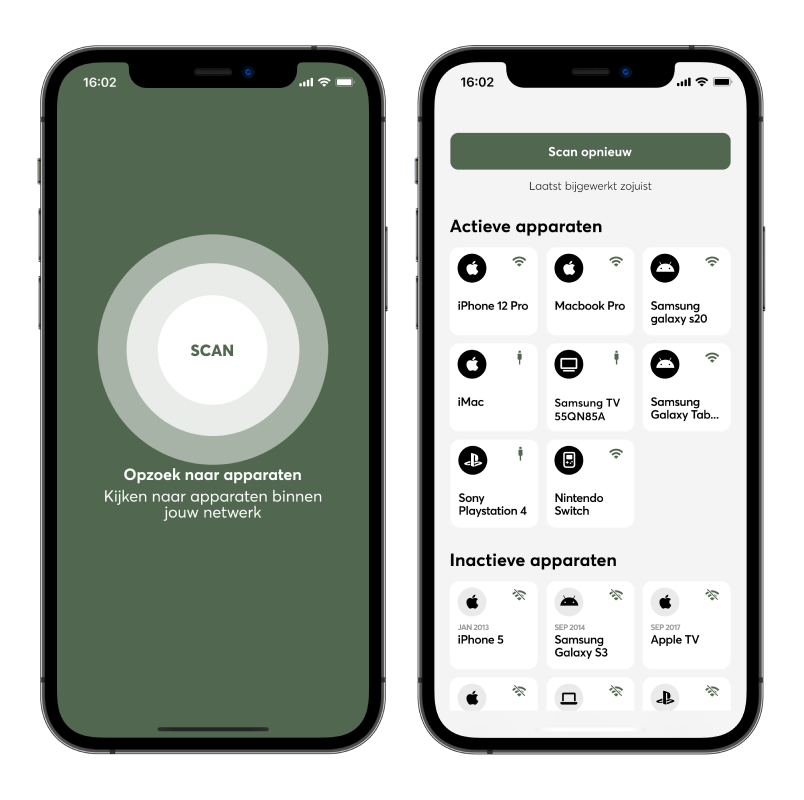 16:02
SCAN
Opzoek naar apparaten
Kijken naar apparaten binnen
jouw netwerk
16:02
Scan opnieuw
Laatst bijgewerkt zojuist
Actieve apparaten
iPhone 12 Pro
Macbook Pro
Samsung
galaxy s20
iMac
Samsung TV
55QN85A
Samsung
Galaxy Tab...
Sony
Playstation 4
Nintendo
Switch
Inactieve apparaten
JAN 2013
iPhone 5
SEP 2014
Samsung
Galaxy S3
SEP 2017
Apple TV